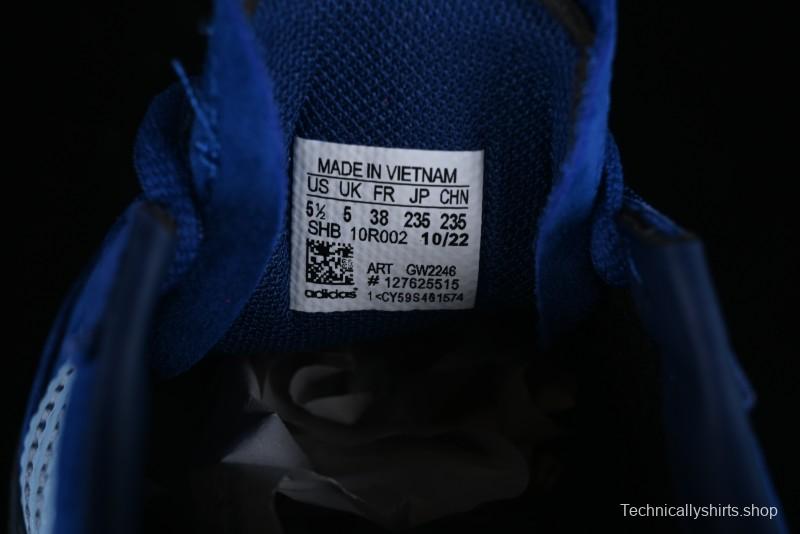 MADE IN VIETNAM
US UK FR JP CHN
5½ 5 38 235 235
SHB 10R002 10/22
ART GW2246
# 127625515
adidas 1<CY59S461574
Technicallyshirts.shop